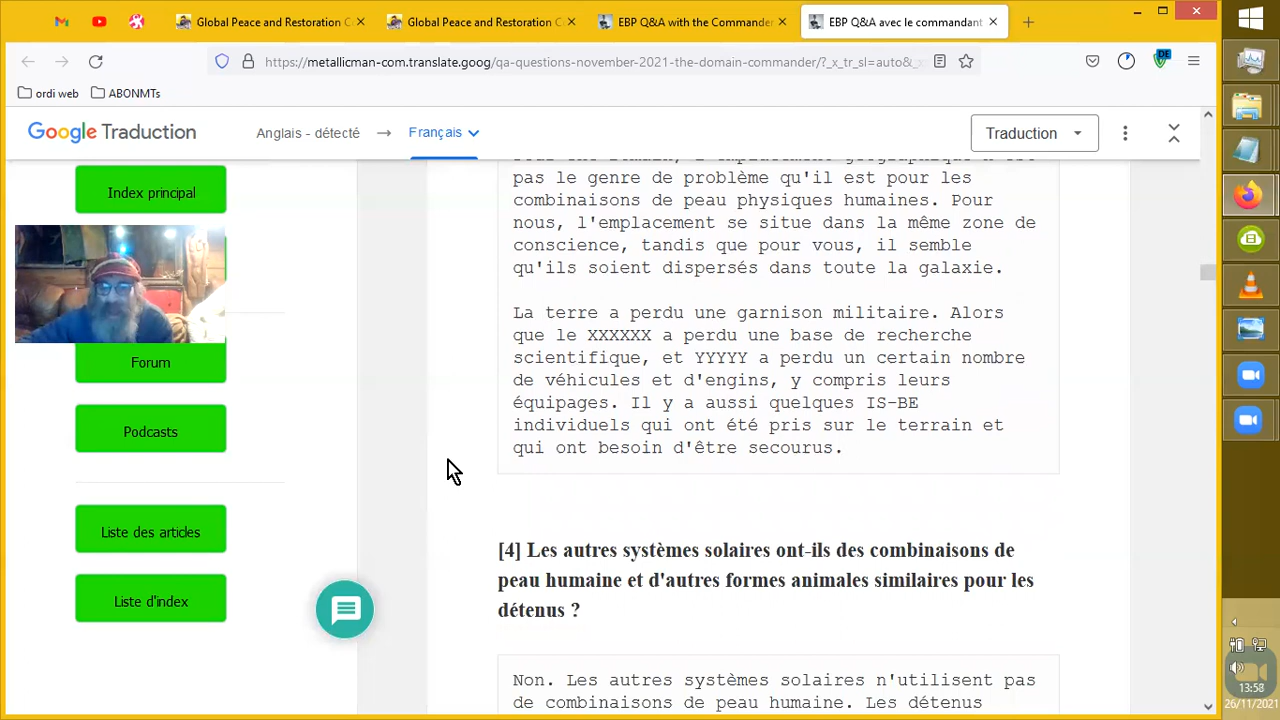 Global Peace and Restoration C
Global Peace and Restoration C
EBP Q&A with the Commander
EBP Q&A avec le commandant
https://metallicman-com.translate.goog/qa-questions-november-2021-the-domain-commander/?_x_tr_sl=auto&_x
DE
ordi web
ABONMTs
Google Traduction
Anglais - détecté
Français
Traduction
Index principal
Forum
Podcasts
Liste des articles
Liste d'index
pas le genre de problème qu'il est pour les
combinaisons de peau physiques humaines. Pour
nous, l'emplacement se situe dans la même zone de
conscience, tandis que pour vous, il semble
qu'ils soient dispersés dans toute la galaxie.
La terre a perdu une garnison militaire. Alors
que le XXXXXX a perdu une base de recherche
scientifique, et YYYYY a perdu un certain nombre
de véhicules et d'engins, y compris leurs
équipages. Il y a aussi quelques IS-BE
individuels qui ont été pris sur le terrain et
qui ont besoin d'être secourus.
[4] Les autres systèmes solaires ont-ils des combinaisons de
peau humaine et d'autres formes animales similaires pour les
détenus ?
Non. Les autres systèmes solaires n'utilisent pas
de combinaisons de peau humaine. Les détenus
13:58
26/11/2021